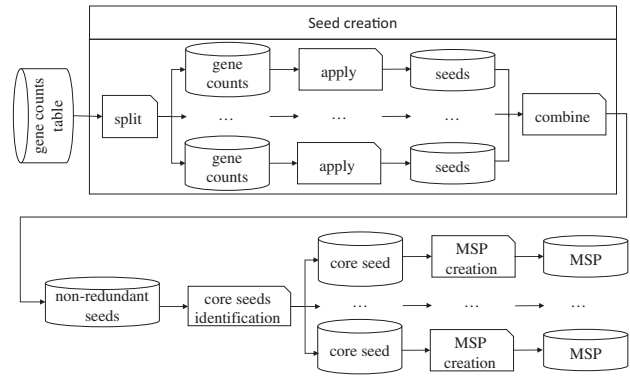 Seed creation
gene counts
table
split
gene
counts
apply
seeds
...
...
...
combine
gene
counts
apply
seeds
non-redundant
seeds
core seeds
identification
core seed
MSP
creation
MSP
...
...
...
core seed
MSP
creation
MSP